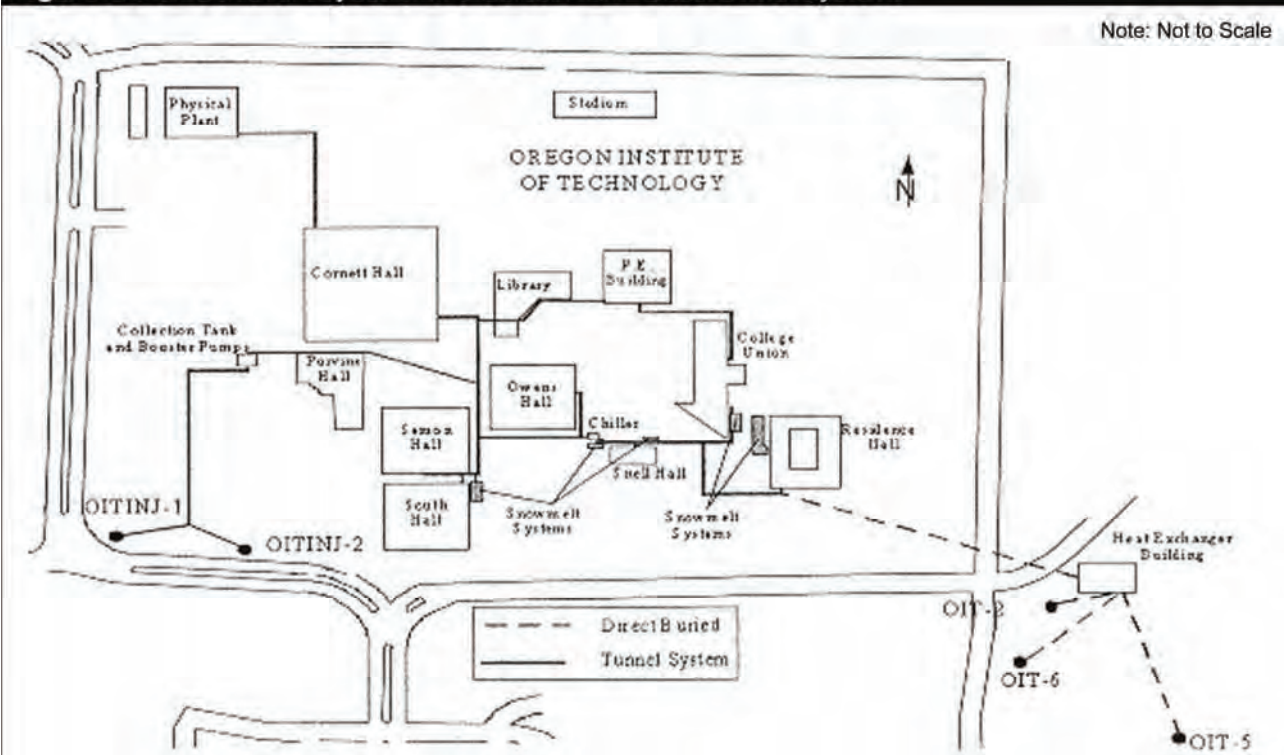 Note: Not to Scale
Physical
Plant
Stadium
OREGON INSTITUTE
OF TECHNOLOGY
N
Cornett Hall
Library
P.E.
Building
Collection Tank
and Booster Pumps
Purvine
Hall
College
Union
Owens
Hall
Chiller
Semon
Hall
Residence
Hall
Snell Hall
South
Hall
Snowmelt
Systems
Snowmelt
Systems
OITINJ-1
OITINJ-2
Heat Exchanger
Building
OIT-2
Direct Buried
Tunnel System
OIT-6
OIT-5